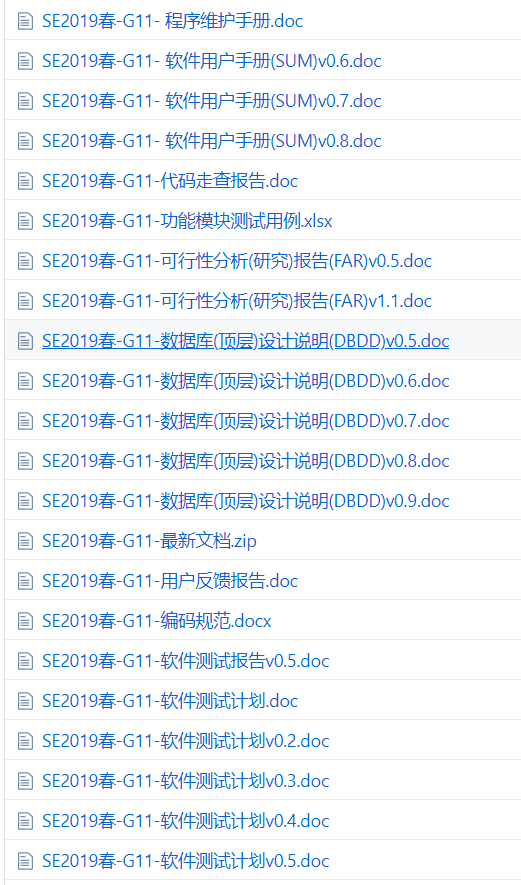 SE2019春-G11- 程序维护手册.doc
SE2019春-G11- 软件用户手册(SUM)v0.6.doc
SE2019春-G11- 软件用户手册(SUM)v0.7.doc
SE2019春-G11- 软件用户手册(SUM)v0.8.doc
SE2019春-G11-代码走查报告.doc
SE2019春-G11-功能模块测试用例.xlsx
SE2019春-G11-可行性分析(研究)报告(FAR)v0.5.doc
SE2019春-G11-可行性分析(研究)报告(FAR)v1.1.doc
SE2019春-G11-数据库(顶层)设计说明(DBDD)v0.5.doc
SE2019春-G11-数据库(顶层)设计说明(DBDD)v0.6.doc
SE2019春-G11-数据库(顶层)设计说明(DBDD)v0.7.doc
SE2019春-G11-数据库(顶层)设计说明(DBDD)v0.8.doc
SE2019春-G11-数据库(顶层)设计说明(DBDD)v0.9.doc
SE2019春-G11-最新文档.zip
SE2019春-G11-用户反馈报告.doc
SE2019春-G11-编码规范.docx
SE2019春-G11-软件测试报告v0.5.doc
SE2019春-G11-软件测试计划.doc
SE2019春-G11-软件测试计划v0.2.doc
SE2019春-G11-软件测试计划v0.3.doc
SE2019春-G11-软件测试计划v0.4.doc
SE2019春-G11-软件测试计划v0.5.doc